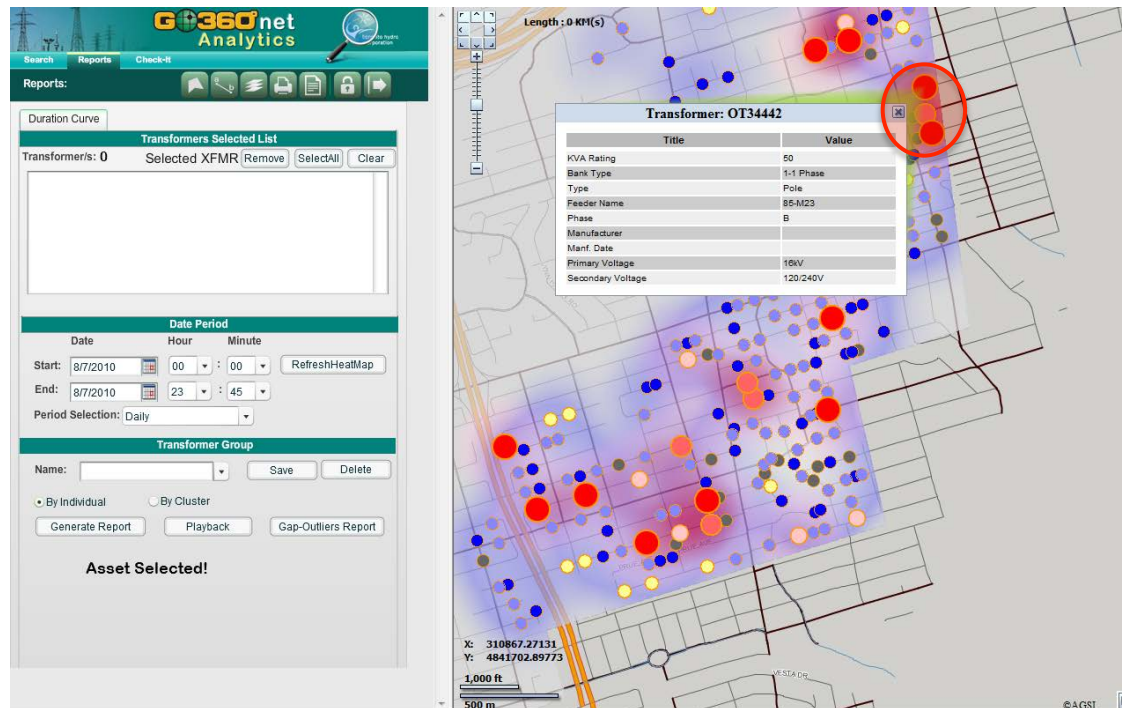 GO360net
Analytics
Search Reports Check-It
Reports:
Duration Curve
Transformers Selected List
Transformer/s: 0 Selected XFMR Remove SelectAll Clear
Date Period
Date Hour Minute
Start: 8/7/2010 00 : 00 RefreshHeatMap
End: 8/7/2010 23 : 45
Period Selection: Daily
Transformer Group
Name: Save Delete
By Individual By Cluster
Generate Report Playback Gap-Outliers Report
Asset Selected!
Length : 0 KM(s)
Transformer: OT34442
Title Value
KVA Rating 50
Bank Type 1-1 Phase
Type Pole
Feeder Name 85-M23
Phase B
Manufacturer
Manf. Date
Primary Voltage 16kV
Secondary Voltage 120/240V
X: 310867.27131
Y: 4841702.89773
1,000 ft
500 m
VESTA DR
©AGSI